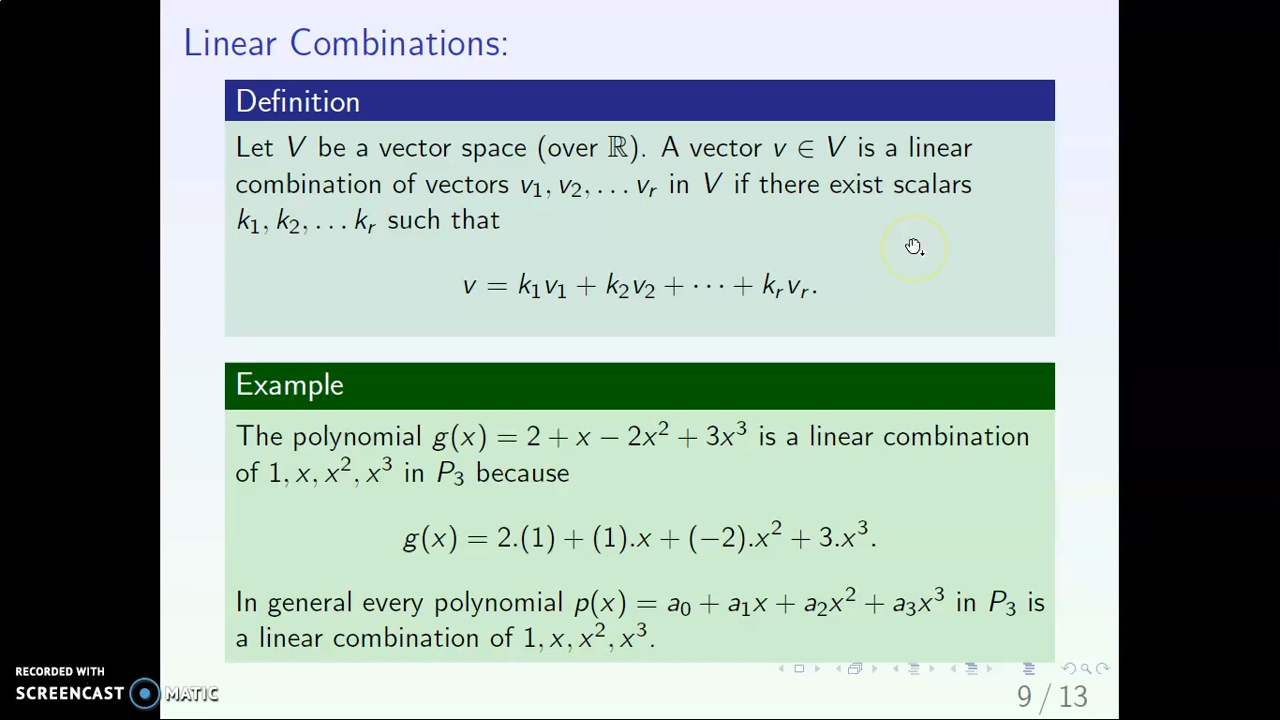 Linear Combinations:
Definition
Let V be a vector space (over ℝ). A vector v ∈ V is a linear
combination of vectors v₁, v₂, . . . vᵣ in V if there exist scalars
k₁, k₂, . . . kᵣ such that
v = k₁v₁ + k₂v₂ + · · · + kᵣvᵣ.
Example
The polynomial g(x) = 2 + x − 2x² + 3x³ is a linear combination
of 1, x, x², x³ in P₃ because
g(x) = 2.(1) + (1).x + (−2).x² + 3.x³.
In general every polynomial p(x) = a₀ + a₁x + a₂x² + a₃x³ in P₃ is
a linear combination of 1, x, x², x³.
RECORDED WITH
SCREENCAST MATIC
9 / 13